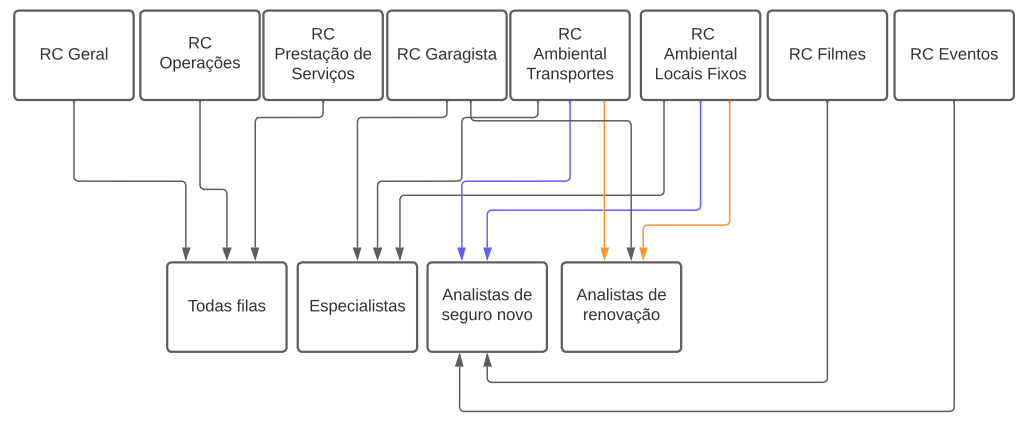 RC Geral
RC
Operações
RC
Prestação de
Serviços
RC Garagista
RC
Ambiental
Transportes
RC
Ambiental
Locais Fixos
RC Filmes
RC Eventos
Todas filas
Especialistas
Analistas de
seguro novo
Analistas de
renovação